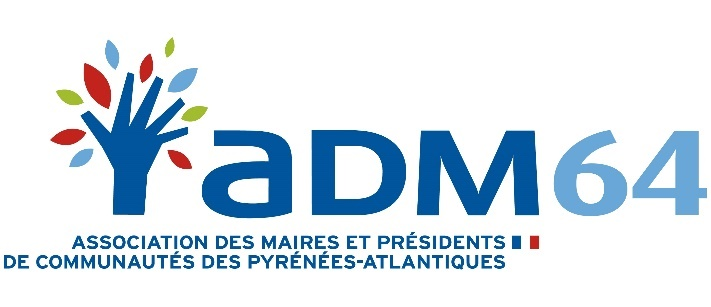 aDM64
ASSOCIATION DES MAIRES ET PRÉSIDENTS
DE COMMUNAUTÉS DES PYRÉNÉES-ATLANTIQUES